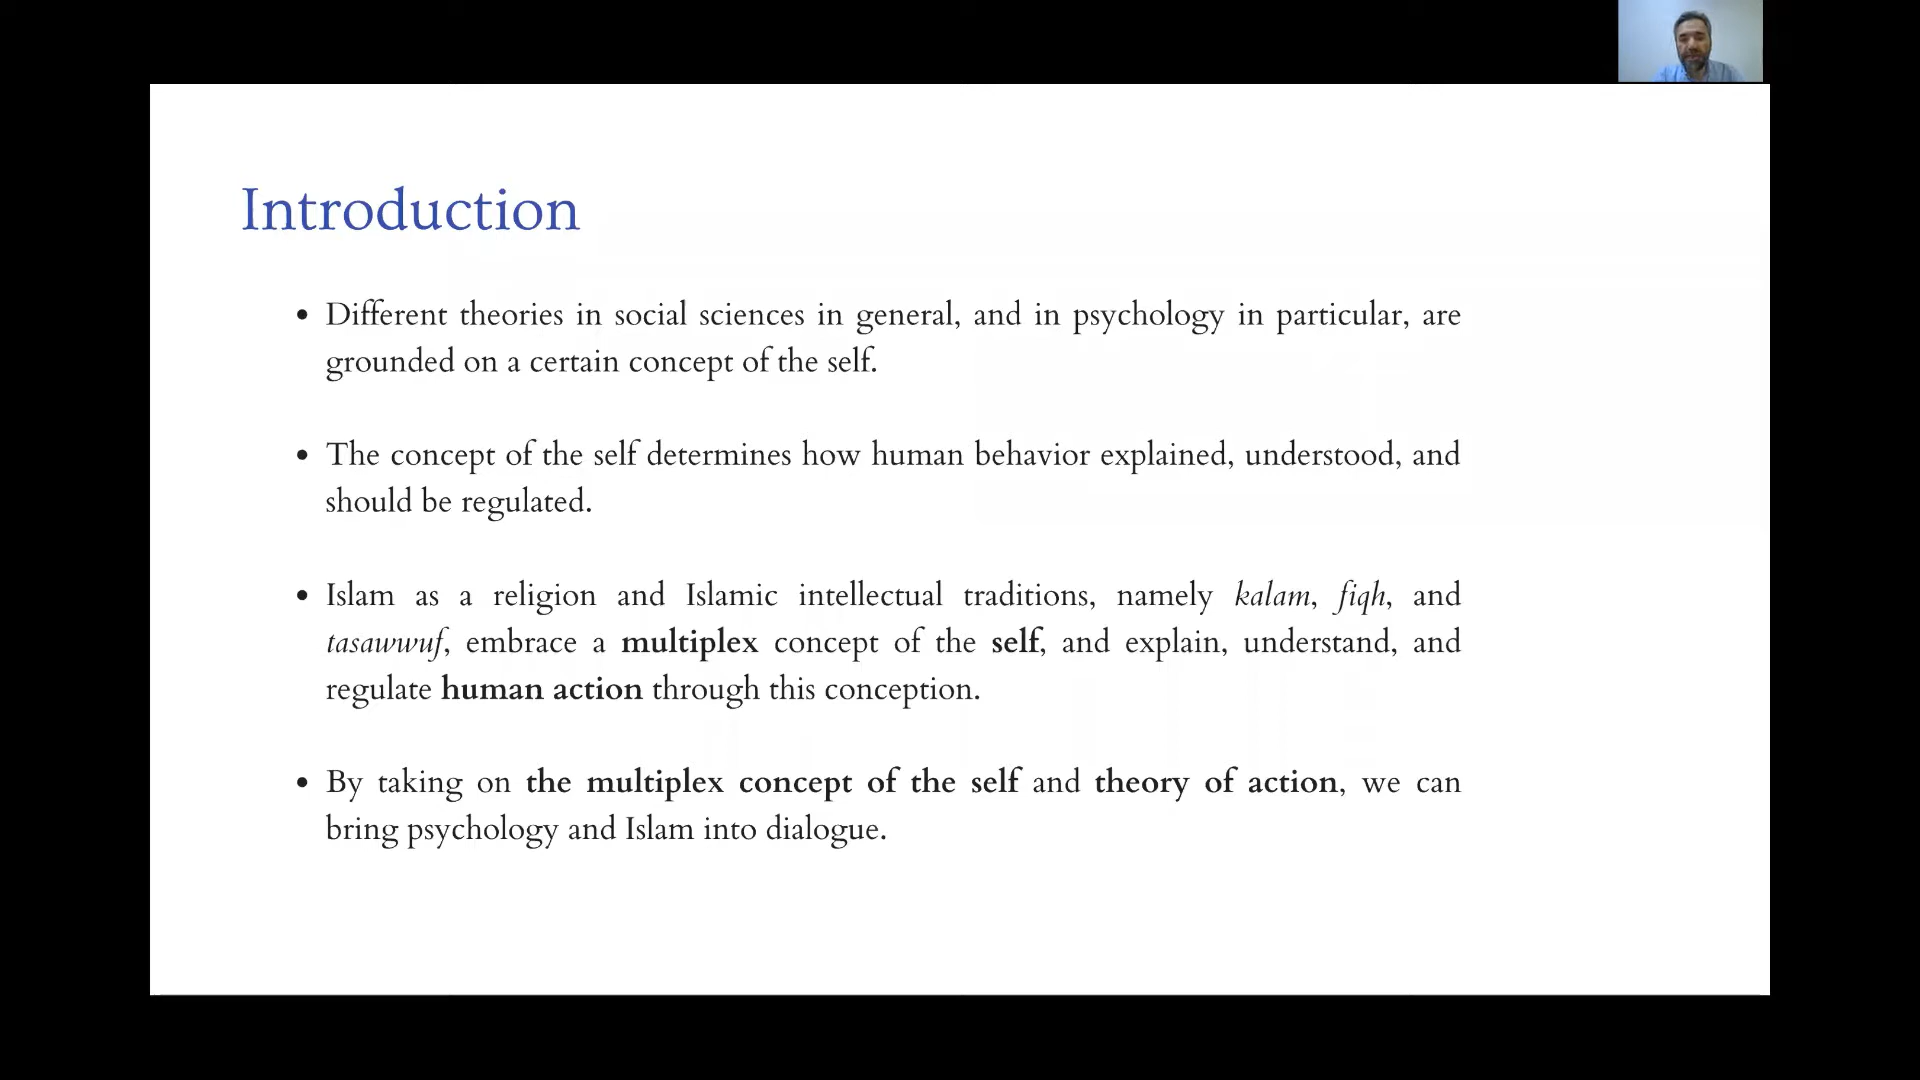 Introduction
• Different theories in social sciences in general, and in psychology in particular, are
grounded on a certain concept of the self.
• The concept of the self determines how human behavior explained, understood, and
should be regulated.
• Islam as a religion and Islamic intellectual traditions, namely kalam, fiqh, and
tasawwuf, embrace a multiplex concept of the self, and explain, understand, and
regulate human action through this conception.
• By taking on the multiplex concept of the self and theory of action, we can
bring psychology and Islam into dialogue.